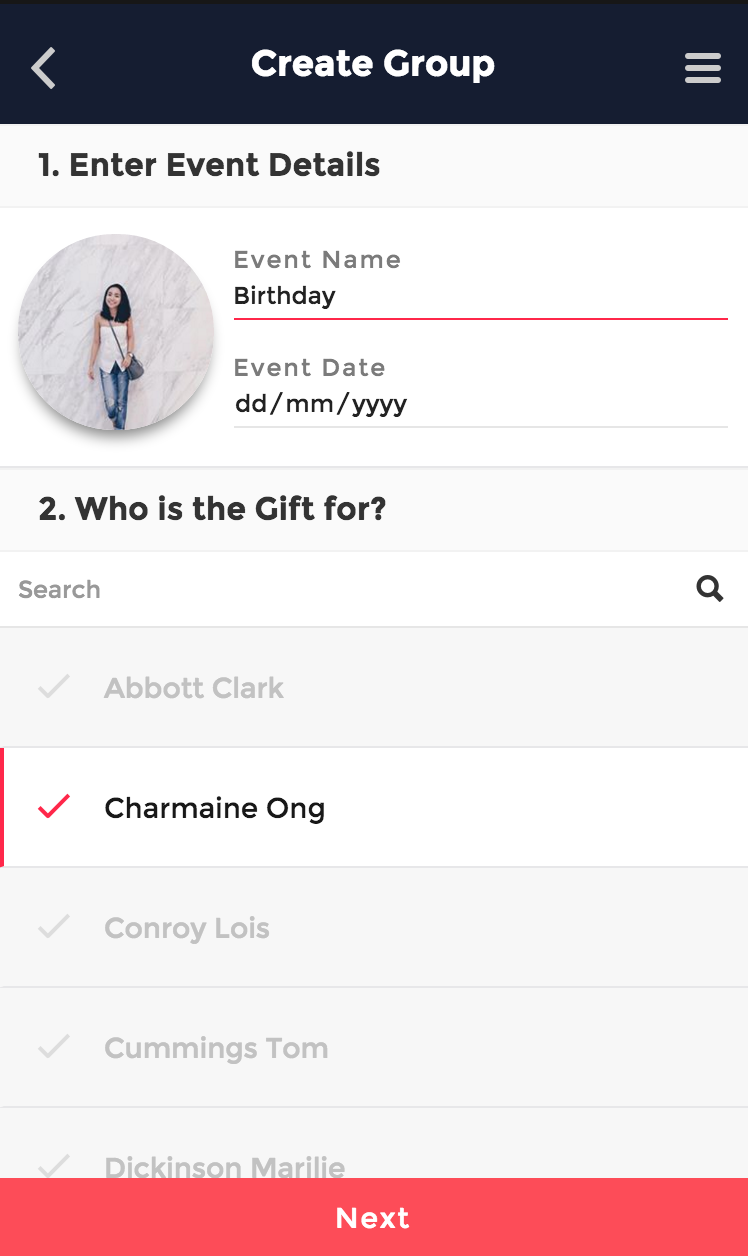 Create Group
1. Enter Event Details
Event Name
Birthday
Event Date
dd/mm/yyyy
2. Who is the Gift for?
Search
Abbott Clark
Charmaine Ong
Conroy Lois
Cummings Tom
Dickinson Marilie
Next